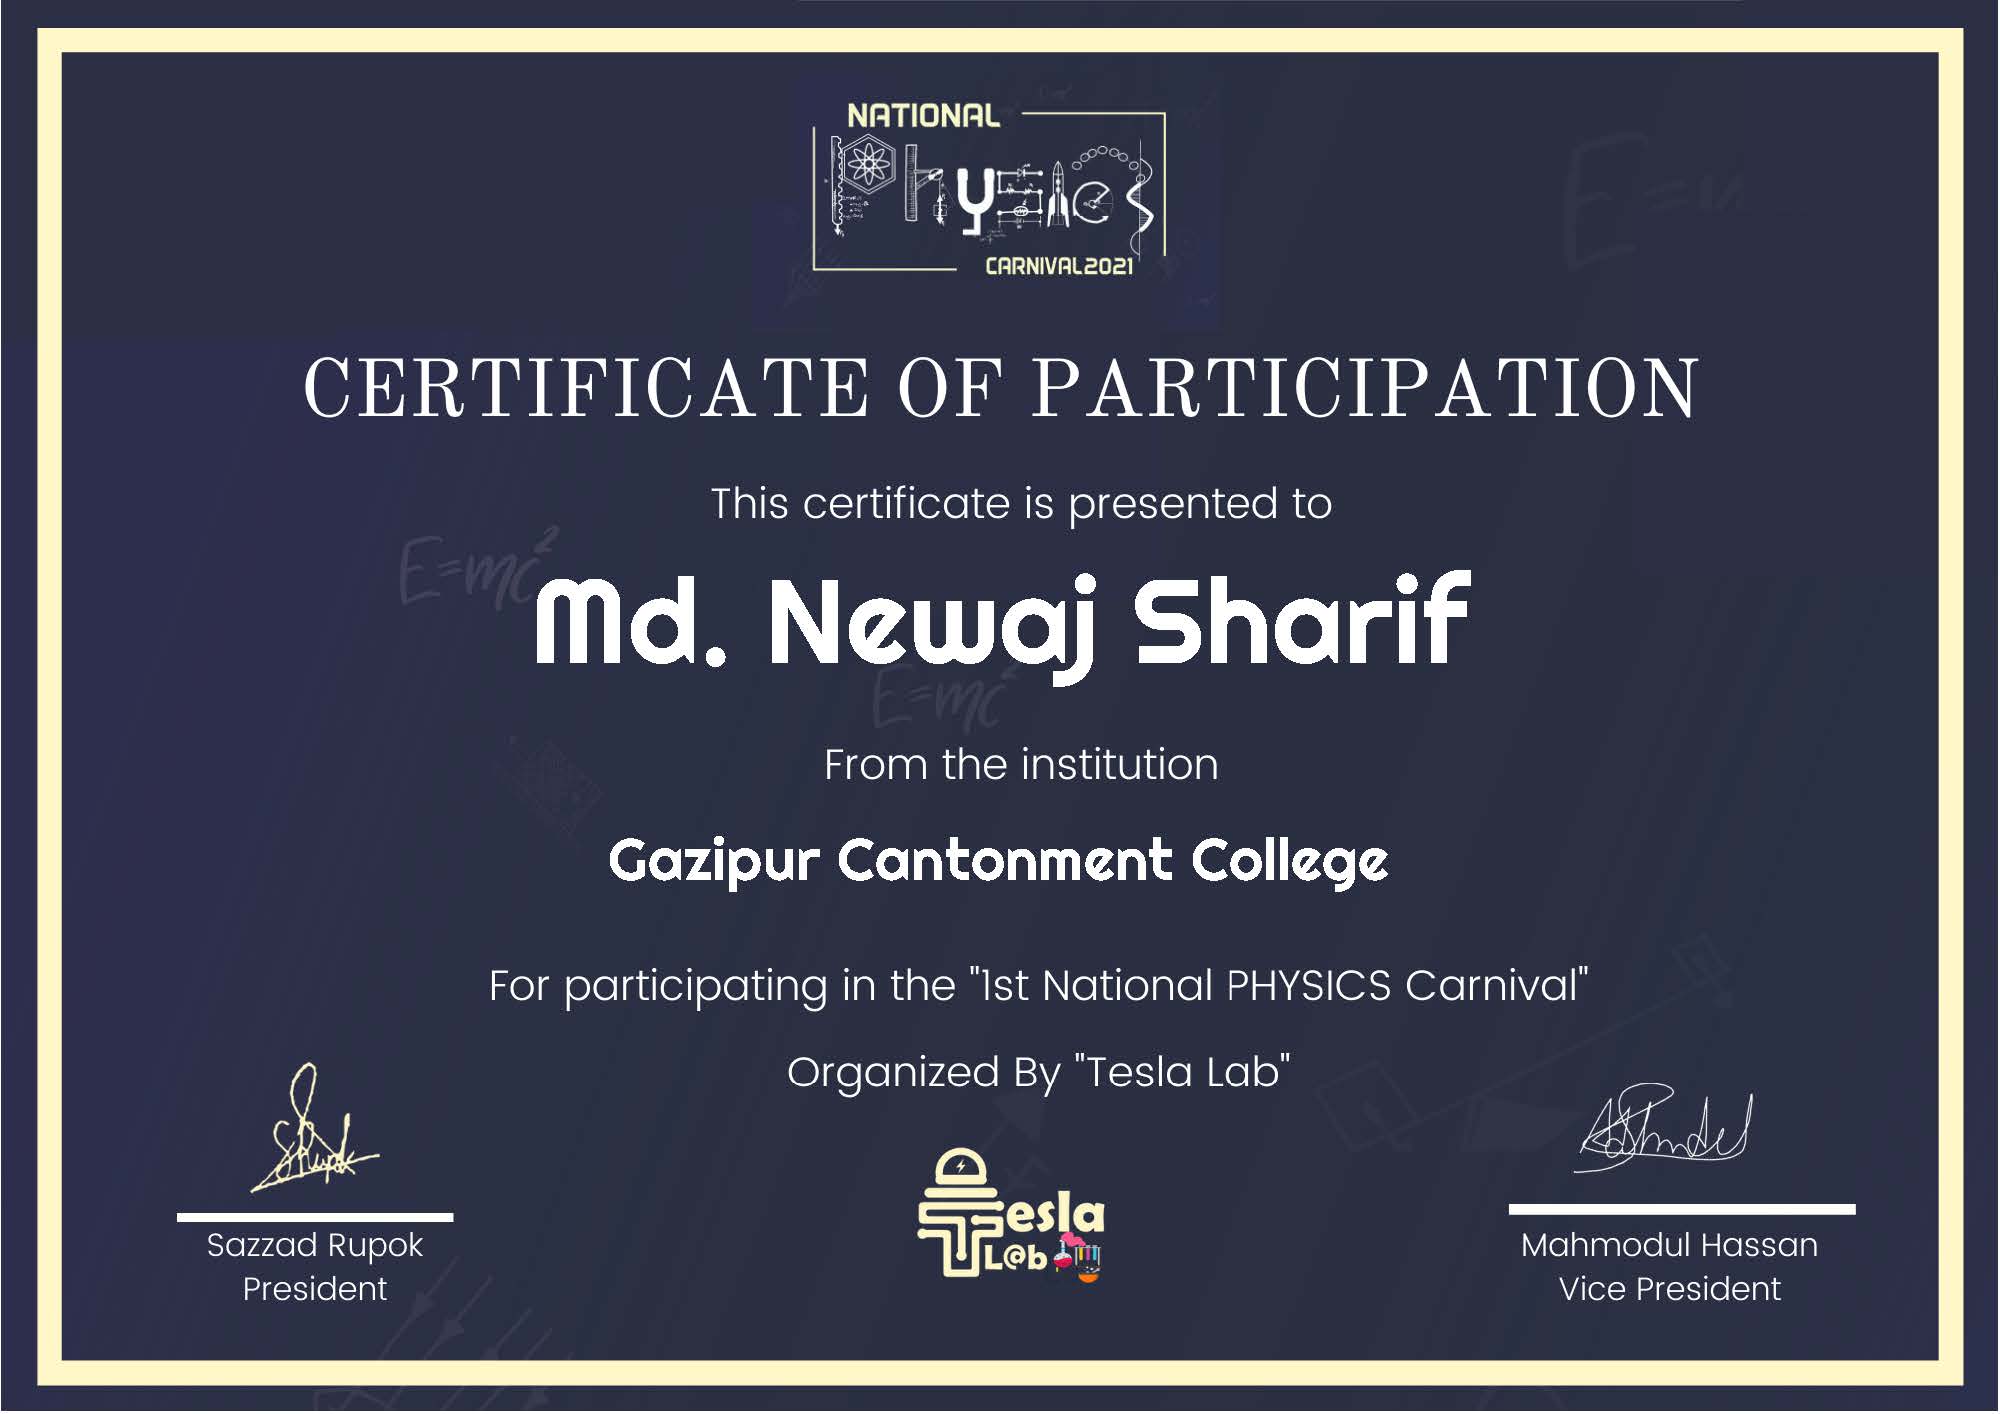 NATIONAL
Physics
CARNIVAL2021
CERTIFICATE OF PARTICIPATION
This certificate is presented to
E=mc²
Md. Newaj Sharif
E=mc²
From the institution
Gazipur Cantonment College
For participating in the "1st National PHYSICS Carnival"
Organized By "Tesla Lab"
Tesla
L@b
Sazzad Rupok
President
Mahmodul Hassan
Vice President